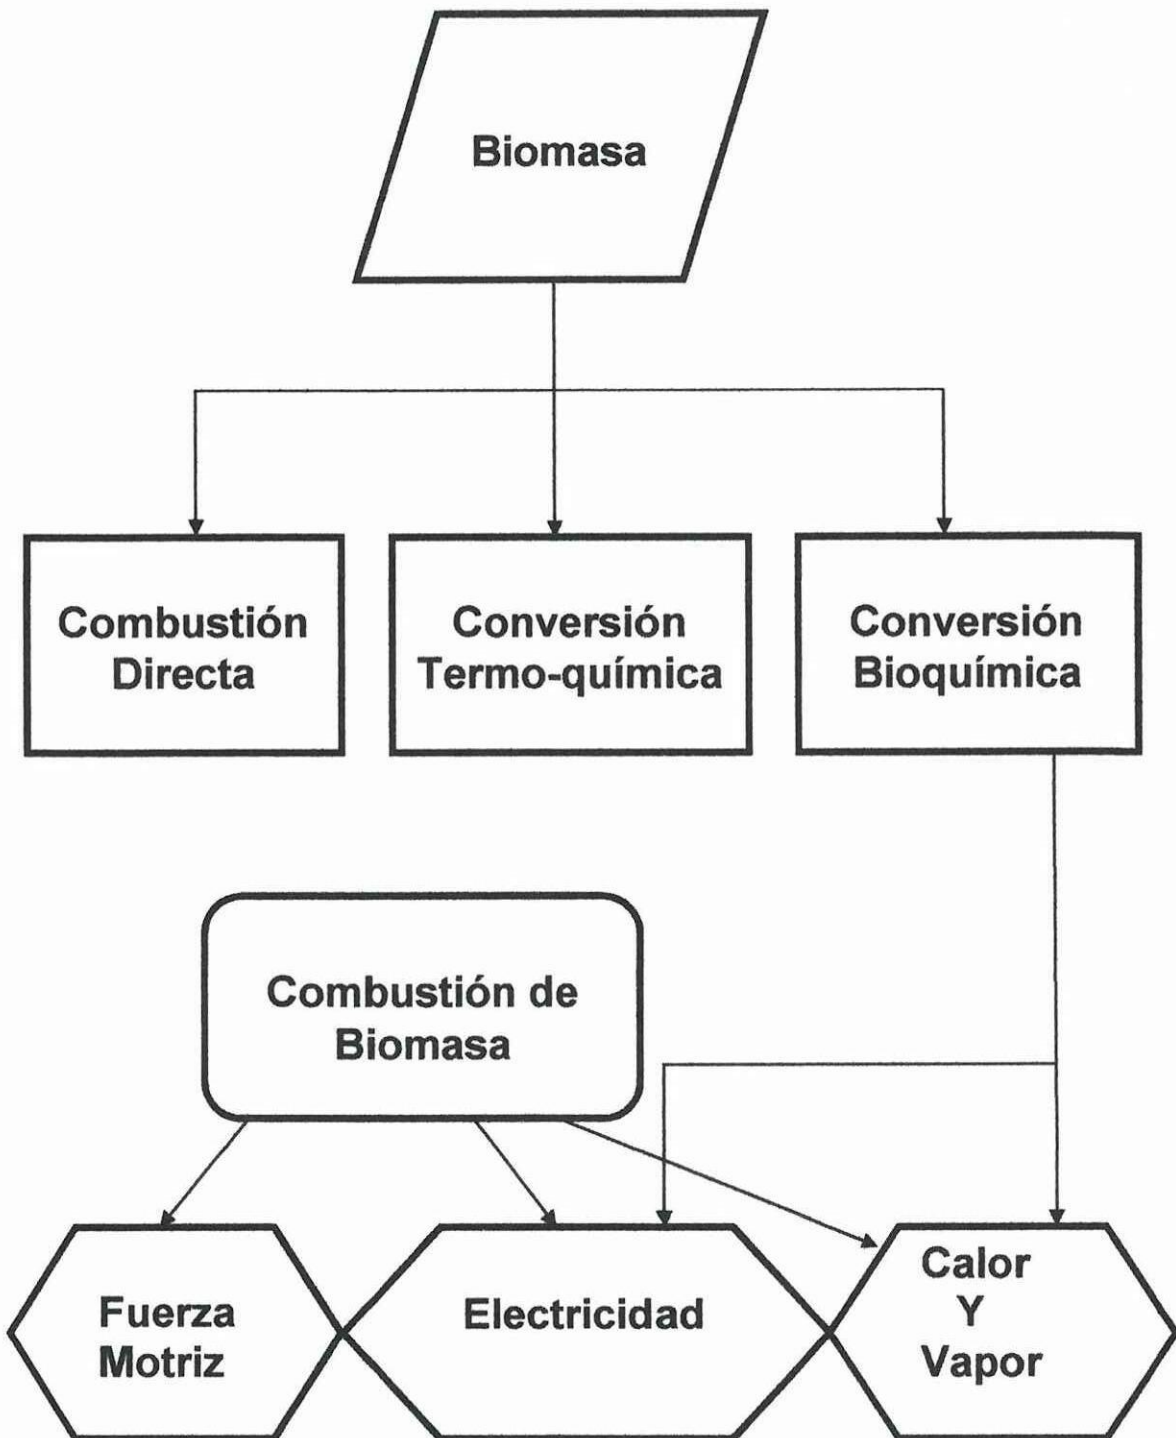 Biomasa
Combustión
Directa
Conversión
Termo-química
Conversión
Bioquímica
Combustión de
Biomasa
Fuerza
Motriz
Electricidad
Calor
Y
Vapor